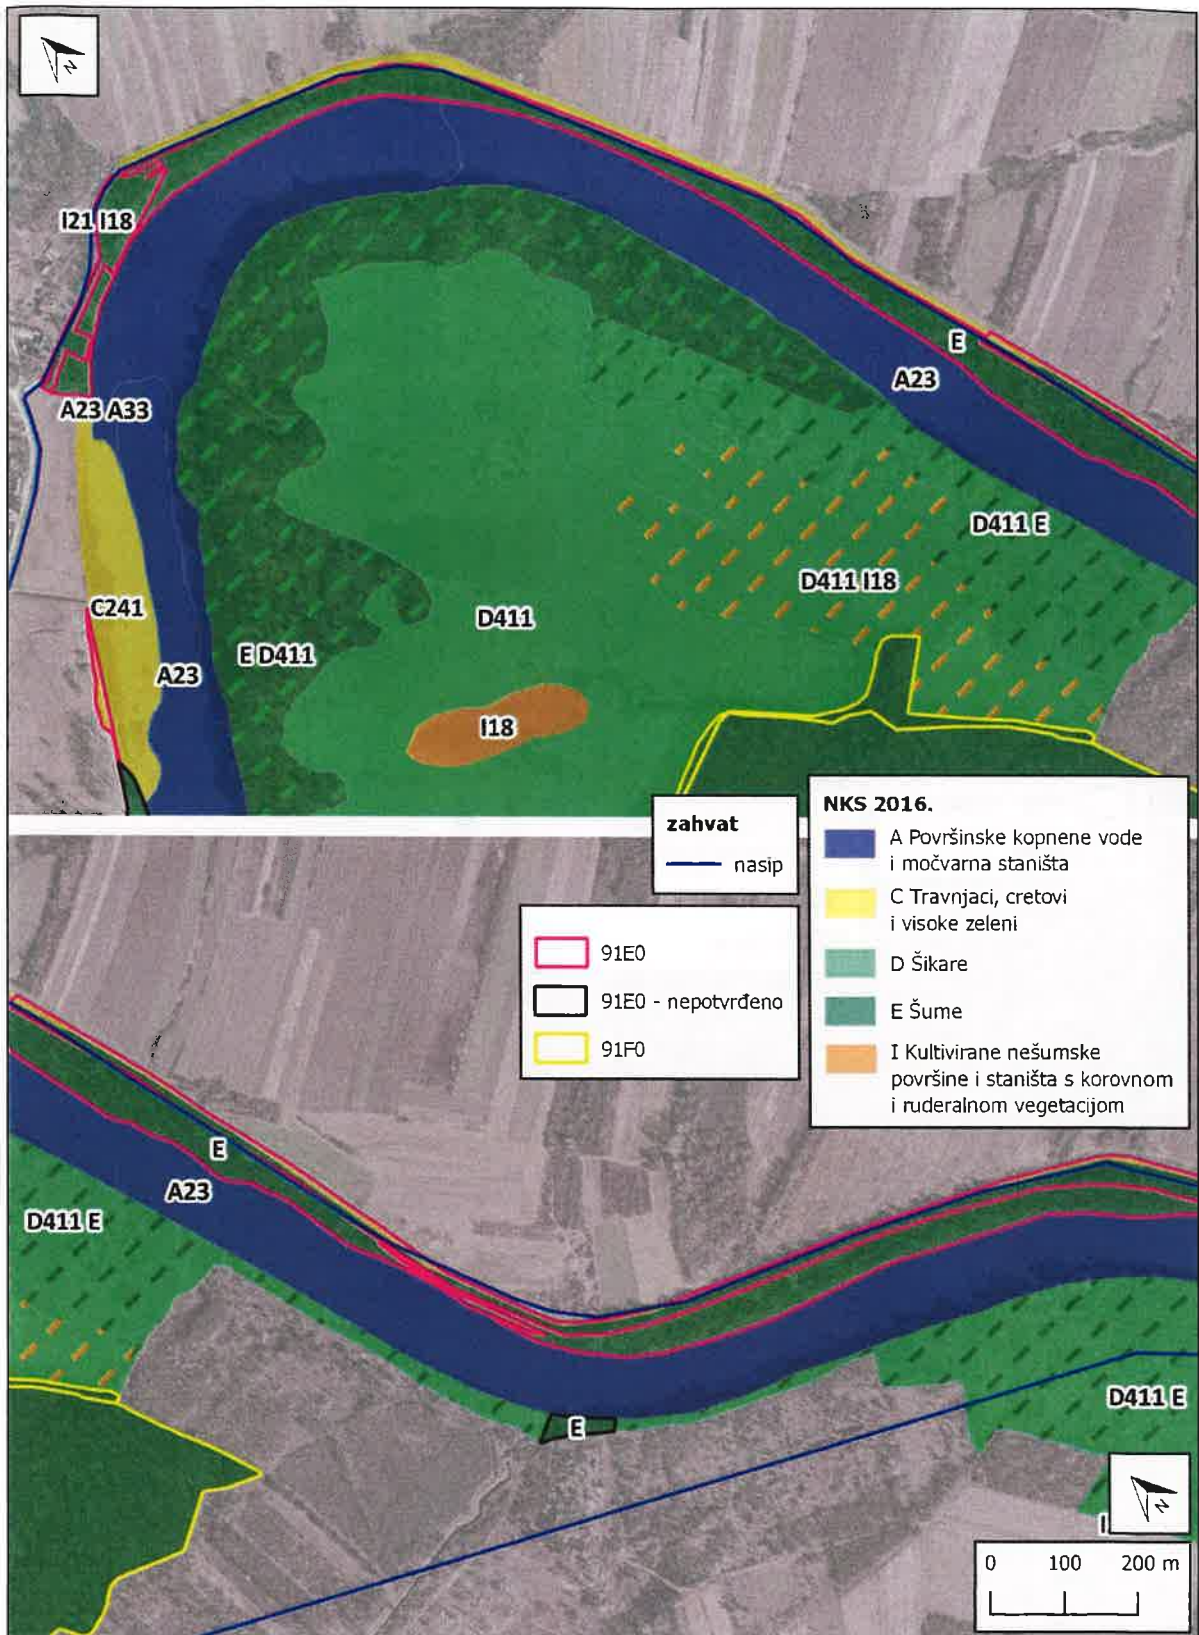 N
I21 I18
E
A23
A23 A33
D411 E
D411 I18
C241
D411
E D411
A23
I18
zahvat
nasip
NKS 2016.
A Površinske kopnene vode
i močvarna staništa
C Travnjaci, cretovi
i visoke zeleni
D Šikare
E Šume
I Kultivirane nešumske
površine i staništa s korovnom
i ruderalnom vegetacijom
91E0
91E0 - nepotvrđeno
91F0
E
A23
D411 E
D411 E
E
N
0 100 200 m